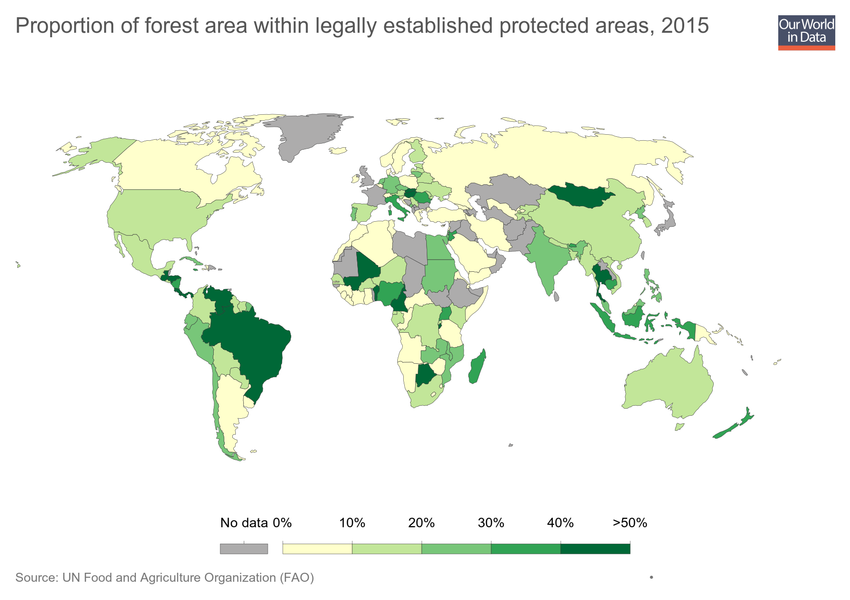 Proportion of forest area within legally established protected areas, 2015
Our World
in Data
No data 0% 10% 20% 30% 40% >50%
Source: UN Food and Agriculture Organization (FAO)